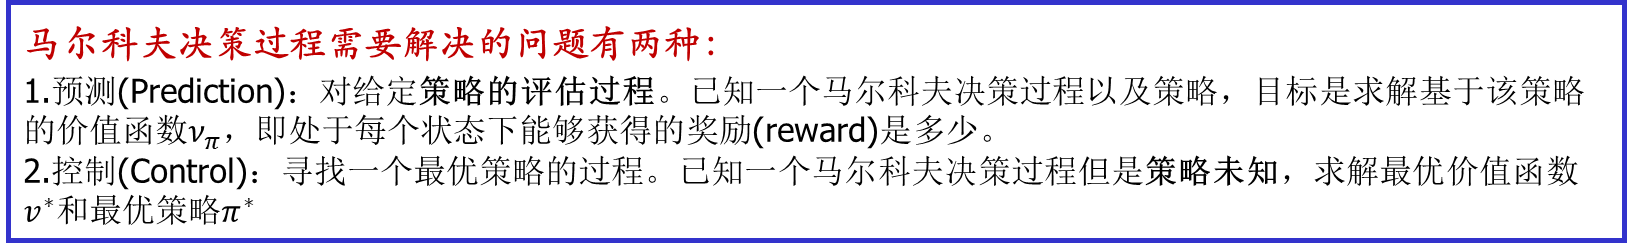 马尔科夫决策过程需要解决的问题有两种：
1.预测(Prediction)：对给定策略的评估过程。已知一个马尔科夫决策过程以及策略，目标是求解基于该策略
的价值函数𝜈π，即处于每个状态下能够获得的奖励(reward)是多少。
2.控制(Control)：寻找一个最优策略的过程。已知一个马尔科夫决策过程但是策略未知，求解最优价值函数
𝑣*和最优策略π*